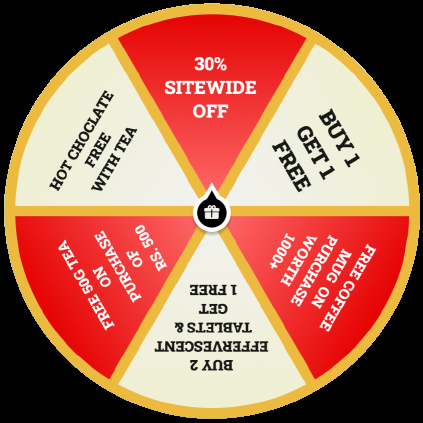 30%
SITEWIDE
OFF
BUY 1
GET 1
FREE
FREE COFFEE
MUG ON
PURCHASE
WORTH
1000+
BUY 2
EFFERVESCENT
TABLETS &
GET
1 FREE
FREE 50G TEA
ON
PURCHASE
OF
RS. 500
HOT CHOCLATE
FREE
WITH TEA